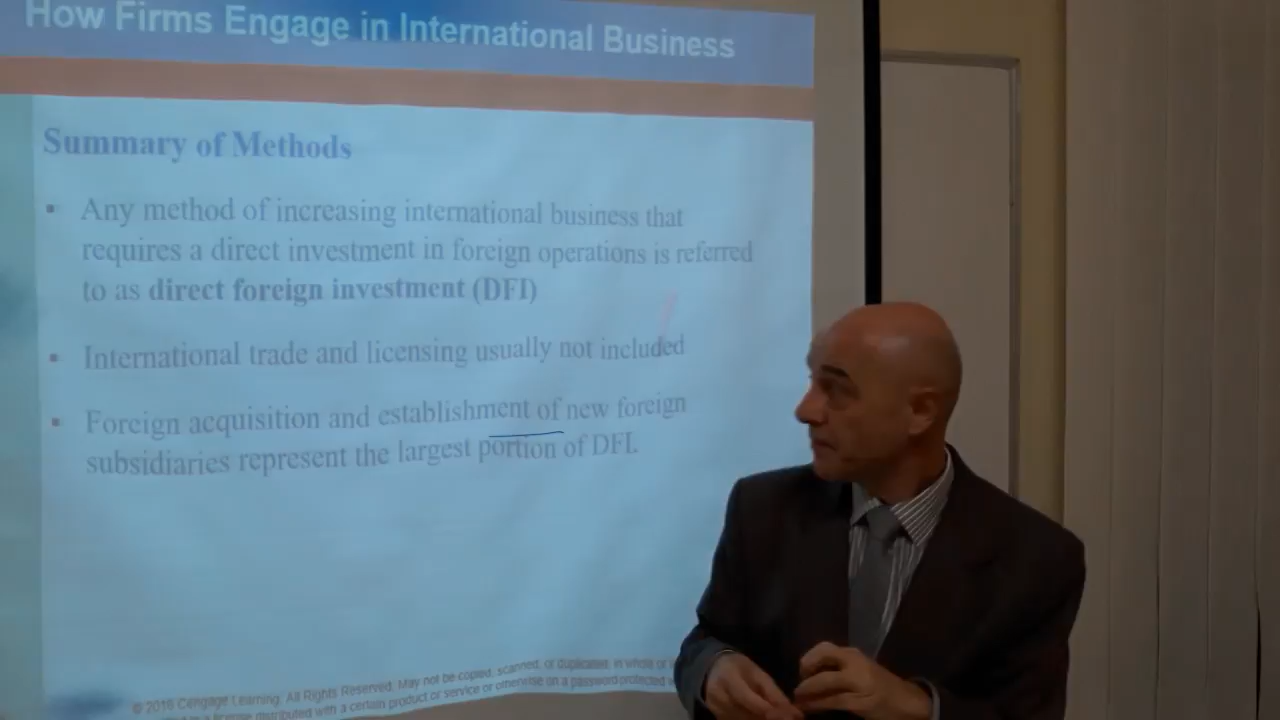 How Firms Engage in International Business
Summary of Methods
▪ Any method of increasing international business that
requires a direct investment in foreign operations is referred
to as direct foreign investment (DFI)
▪ International trade and licensing usually not included
▪ Foreign acquisition and establishment of new foreign
subsidiaries represent the largest portion of DFI.
© 2016 Cengage Learning. All Rights Reserved. May not be copied, scanned, or duplicated, in whole or
license distributed with a certain product or service or otherwise on a password-protected